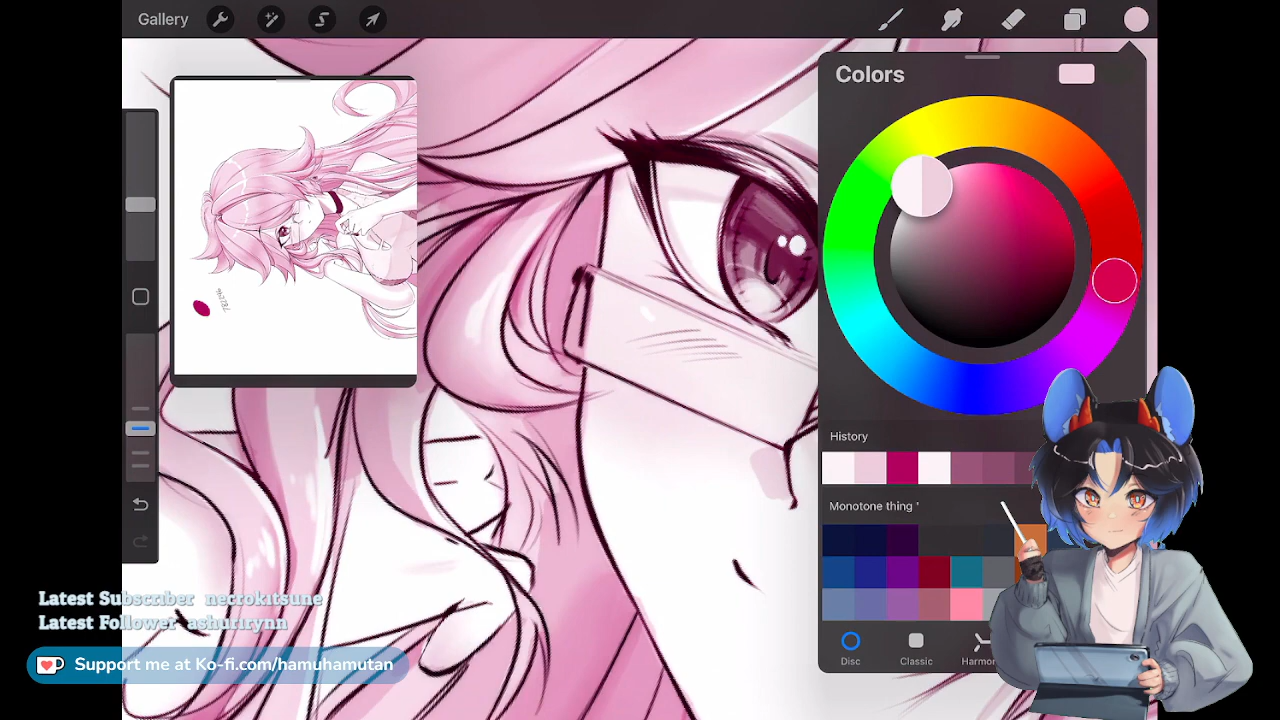 Gallery
Colors
History
Monotone thing '
Disc
Classic
Latest Subscriber necrokitsune
Latest Follower ashurirynn
Support me at Ko-fi.com/hamuhamutan